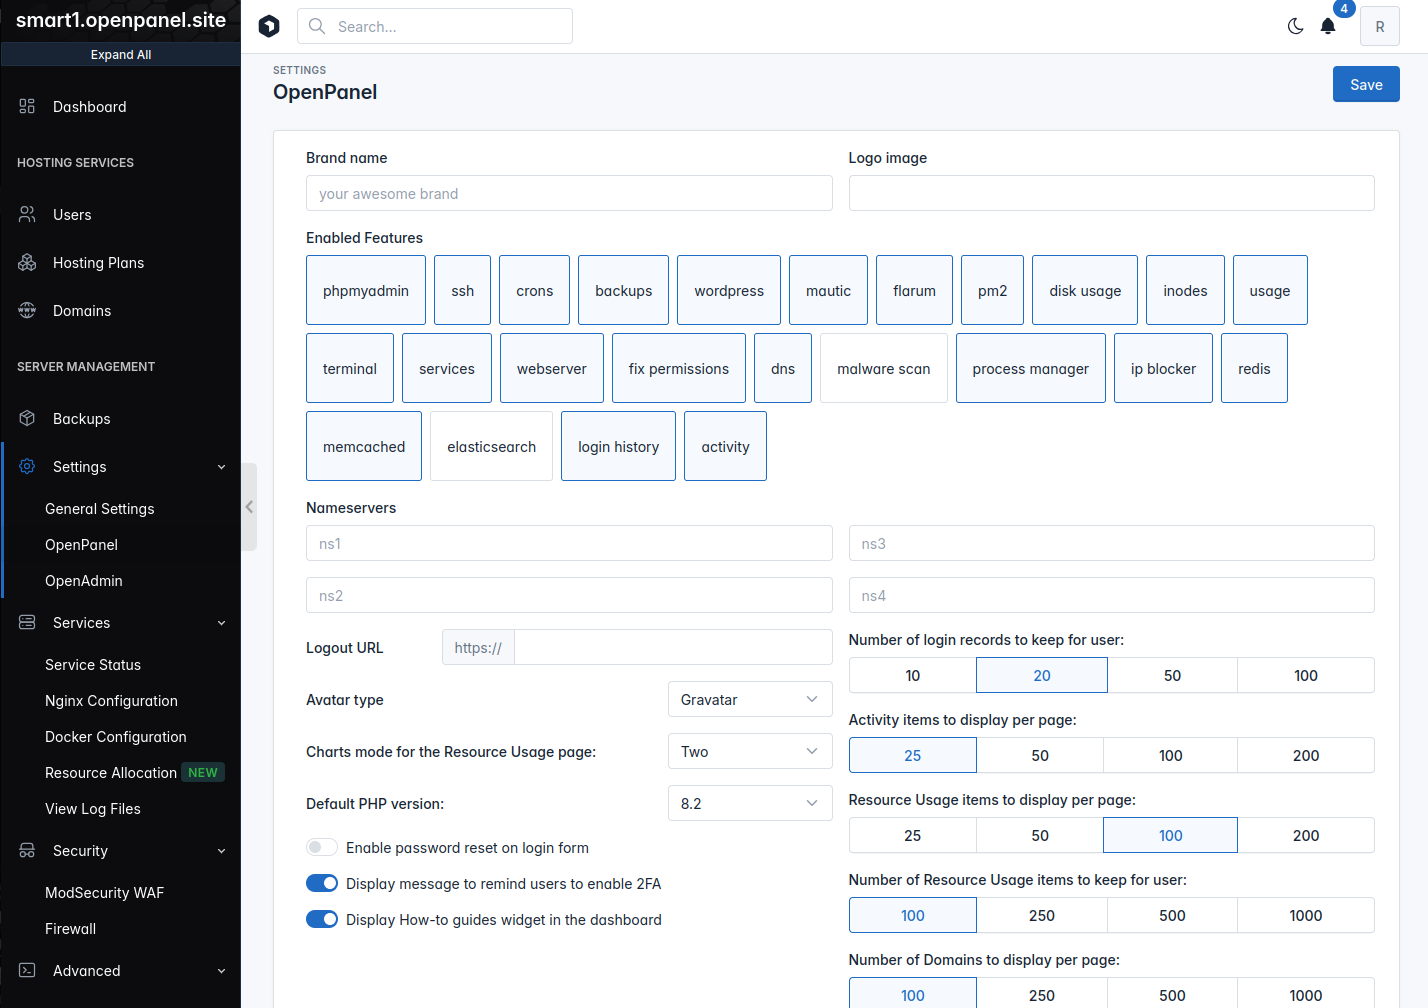 smart1.openpanel.site
Expand All
Dashboard
HOSTING SERVICES
Users
Hosting Plans
Domains
SERVER MANAGEMENT
Backups
Settings
General Settings
OpenPanel
OpenAdmin
Services
Service Status
Nginx Configuration
Docker Configuration
Resource Allocation NEW
View Log Files
Security
ModSecurity WAF
Firewall
Advanced
Search...
4
R
SETTINGS
OpenPanel
Save
Brand name
your awesome brand
Logo image
Enabled Features
phpmyadmin ssh crons backups wordpress mautic flarum pm2 disk usage inodes usage
terminal services webserver fix permissions dns malware scan process manager ip blocker redis
memcached elasticsearch login history activity
Nameservers
ns1
ns3
ns2
ns4
Logout URL https://
Avatar type Gravatar
Charts mode for the Resource Usage page: Two
Default PHP version: 8.2
Enable password reset on login form
Display message to remind users to enable 2FA
Display How-to guides widget in the dashboard
Number of login records to keep for user:
10 20 50 100
Activity items to display per page:
25 50 100 200
Resource Usage items to display per page:
25 50 100 200
Number of Resource Usage items to keep for user:
100 250 500 1000
Number of Domains to display per page:
100 250 500 1000